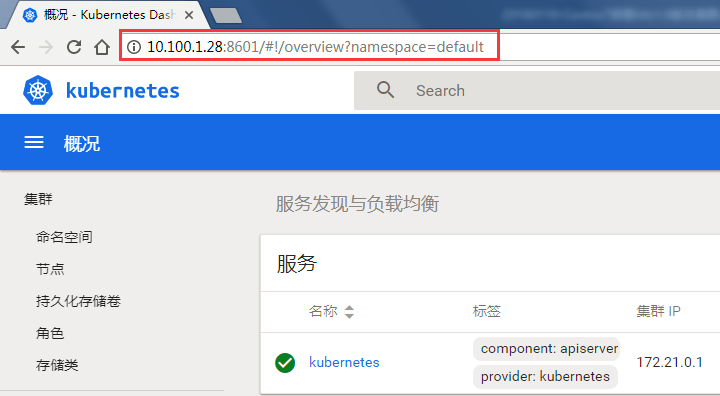 概况 - Kubernetes Dash
10.100.1.28:8601/#!/overview?namespace=default
kubernetes
Search
概况
集群
命名空间
节点
持久化存储卷
角色
存储类
服务发现与负载均衡
服务
名称 标签 集群 IP
kubernetes component: apiserver provider: kubernetes 172.21.0.1